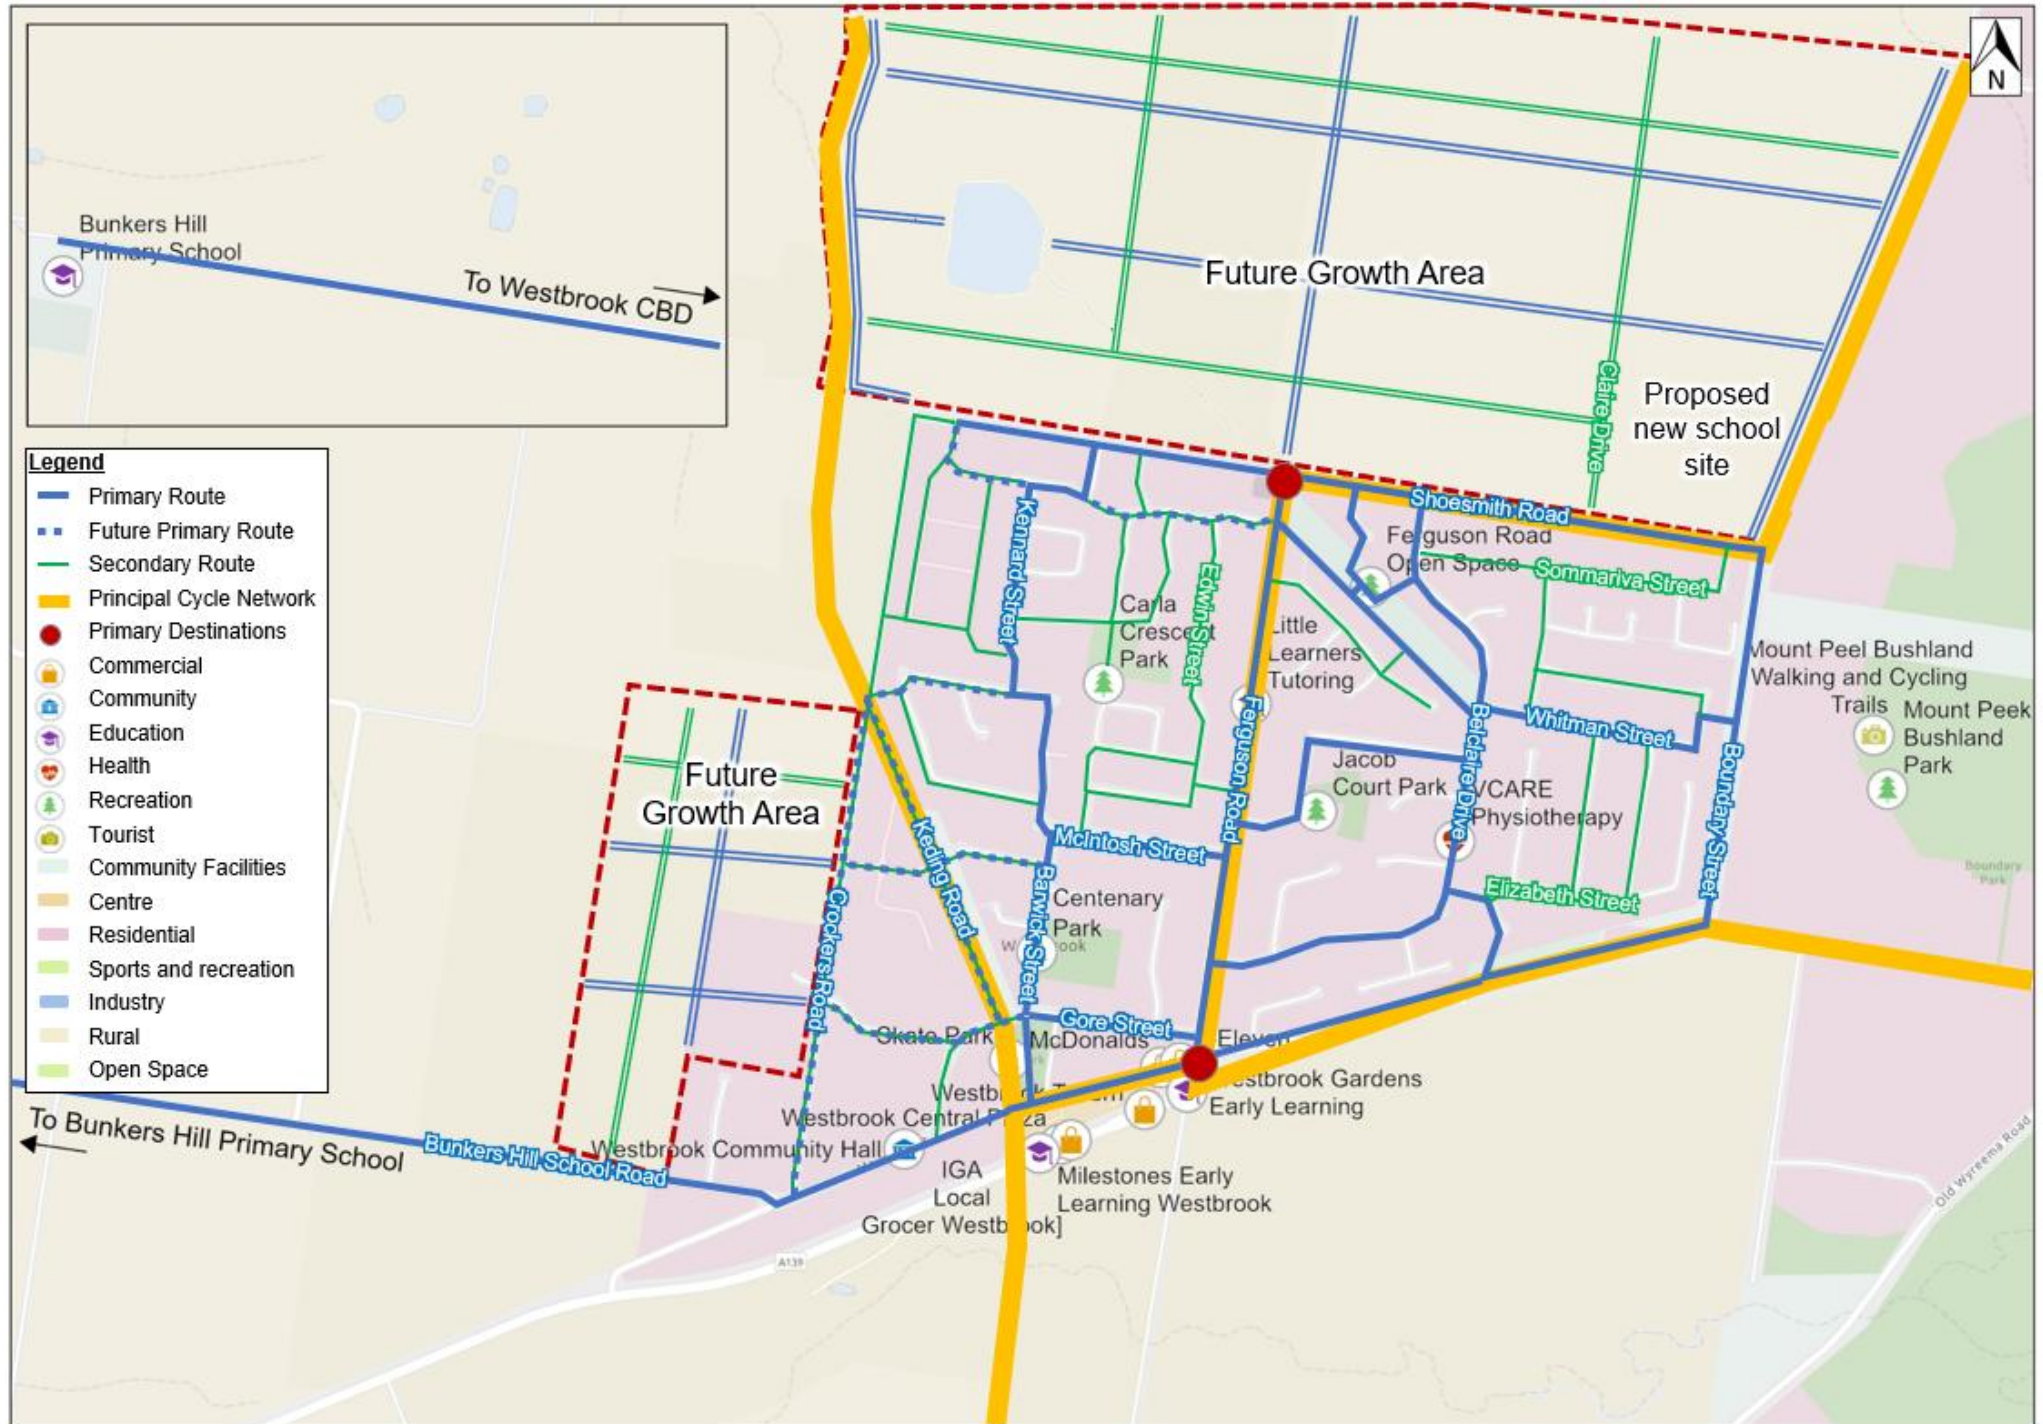 N
Bunkers Hill
Primary School
To Westbrook CBD
Future Growth Area
Claire Drive
Proposed
new school
site
Legend
Primary Route
Future Primary Route
Secondary Route
Principal Cycle Network
Primary Destinations
Commercial
Community
Education
Health
Recreation
Tourist
Community Facilities
Centre
Residential
Sports and recreation
Industry
Rural
Open Space
Shoesmith Road
Kennard Street
Ferguson Road
Open Space
Sommariva Street
Edwin Street
Carla
Crescent
Park
Little
Learners
Tutoring
Mount Peel Bushland
Walking and Cycling
Trails
Mount Peek
Bushland
Park
Ferguson Road
Belclaire Drive
Whitman Street
Boundary Street
Jacob
Court Park
VCARE
Physiotherapy
Future
Growth Area
Keding Road
McIntosh Street
Elizabeth Street
Boundary
Park
Crockers Road
Barwick Street
Centenary
Park
Gore Street
Skate Park
McDonalds
Eleven
Westbrook Central Plaza
Westbrook Gardens
Early Learning
Westbrook Community Hall
To Bunkers Hill Primary School
Bunkers Hill School Road
IGA
Local
Grocer Westbrook]
Milestones Early
Learning Westbrook
A139
Old Wyreema Road